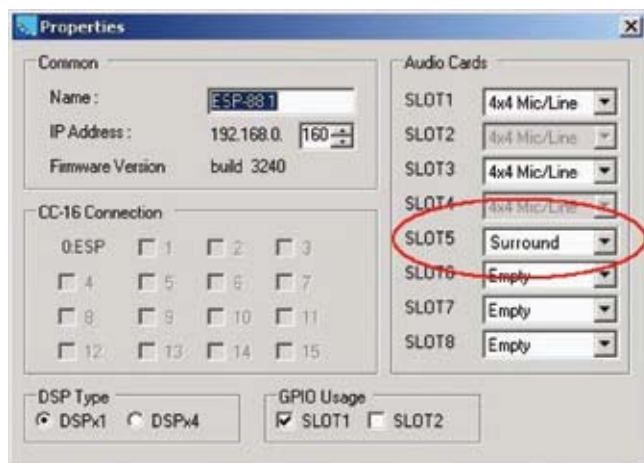 Properties
Common
Name :
ESP-88 1
IP Address :
192.168.0. 160
Firmware Version
build 3240
CC-16 Connection
0:ESP 1 2 3
4 5 6 7
8 9 10 11
12 13 14 15
Audio Cards
SLOT1 4x4 Mic/Line
SLOT2 4x4 Mic/Line
SLOT3 4x4 Mic/Line
SLOT4 4x4 Mic/Line
SLOT5 Surround
SLOT6 Empty
SLOT7 Empty
SLOT8 Empty
DSP Type
DSPx1 DSPx4
GPIO Usage
SLOT1 SLOT2